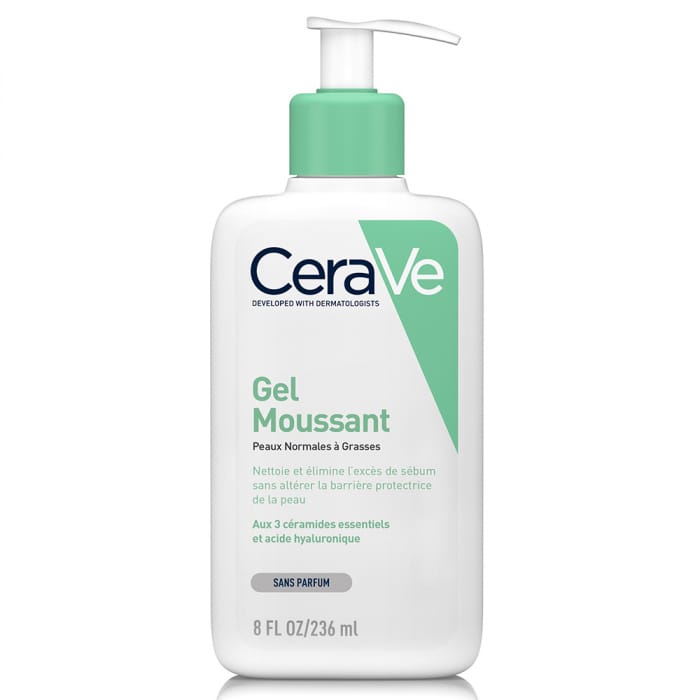 CeraVe
DEVELOPED WITH DERMATOLOGISTS
Gel
Moussant
Peaux Normales à Grasses
Nettoie et élimine l'excès de sébum
sans altérer la barrière protectrice
de la peau
Aux 3 céramides essentiels
et acide hyaluronique
SANS PARFUM
8 FL OZ/236 ml